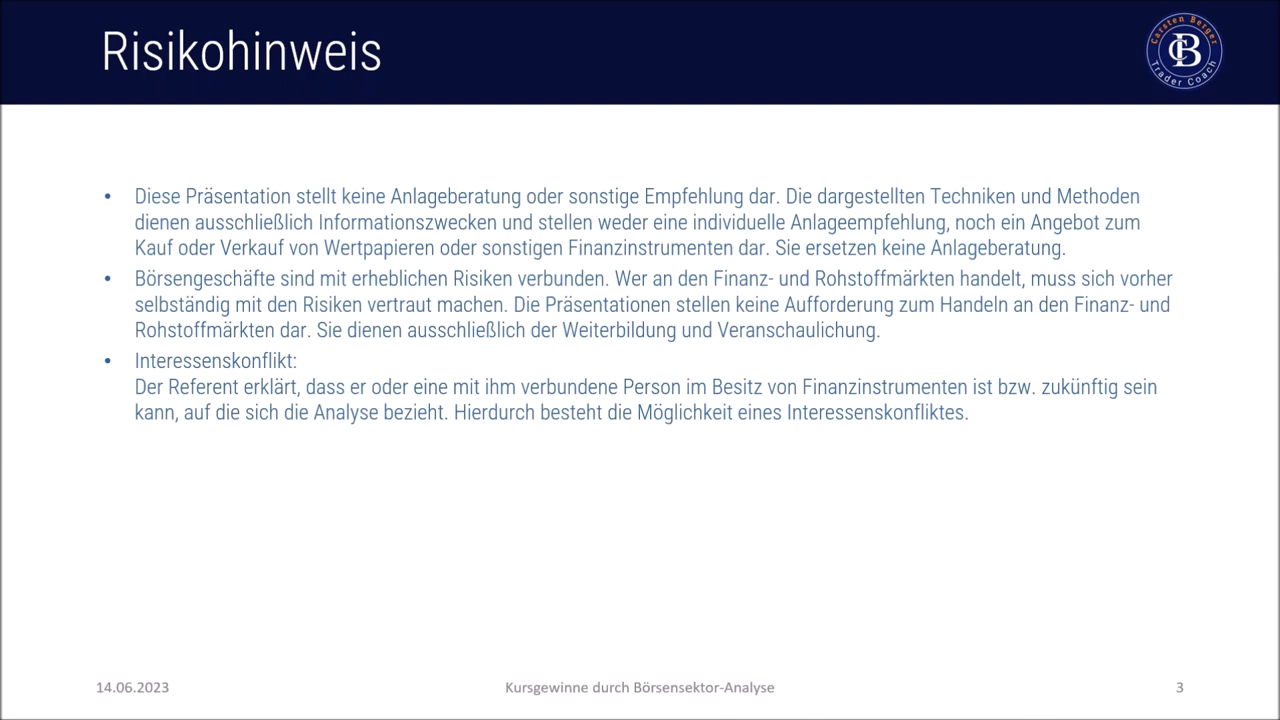 Risikohinweis
Carsten Berger
CB
Trader Coach
• Diese Präsentation stellt keine Anlageberatung oder sonstige Empfehlung dar. Die dargestellten Techniken und Methoden
dienen ausschließlich Informationszwecken und stellen weder eine individuelle Anlageempfehlung, noch ein Angebot zum
Kauf oder Verkauf von Wertpapieren oder sonstigen Finanzinstrumenten dar. Sie ersetzen keine Anlageberatung.
• Börsengeschäfte sind mit erheblichen Risiken verbunden. Wer an den Finanz- und Rohstoffmärkten handelt, muss sich vorher
selbständig mit den Risiken vertraut machen. Die Präsentationen stellen keine Aufforderung zum Handeln an den Finanz- und
Rohstoffmärkten dar. Sie dienen ausschließlich der Weiterbildung und Veranschaulichung.
• Interessenskonflikt:
Der Referent erklärt, dass er oder eine mit ihm verbundene Person im Besitz von Finanzinstrumenten ist bzw. zukünftig sein
kann, auf die sich die Analyse bezieht. Hierdurch besteht die Möglichkeit eines Interessenskonfliktes.
14.06.2023
Kursgewinne durch Börsensektor-Analyse
3